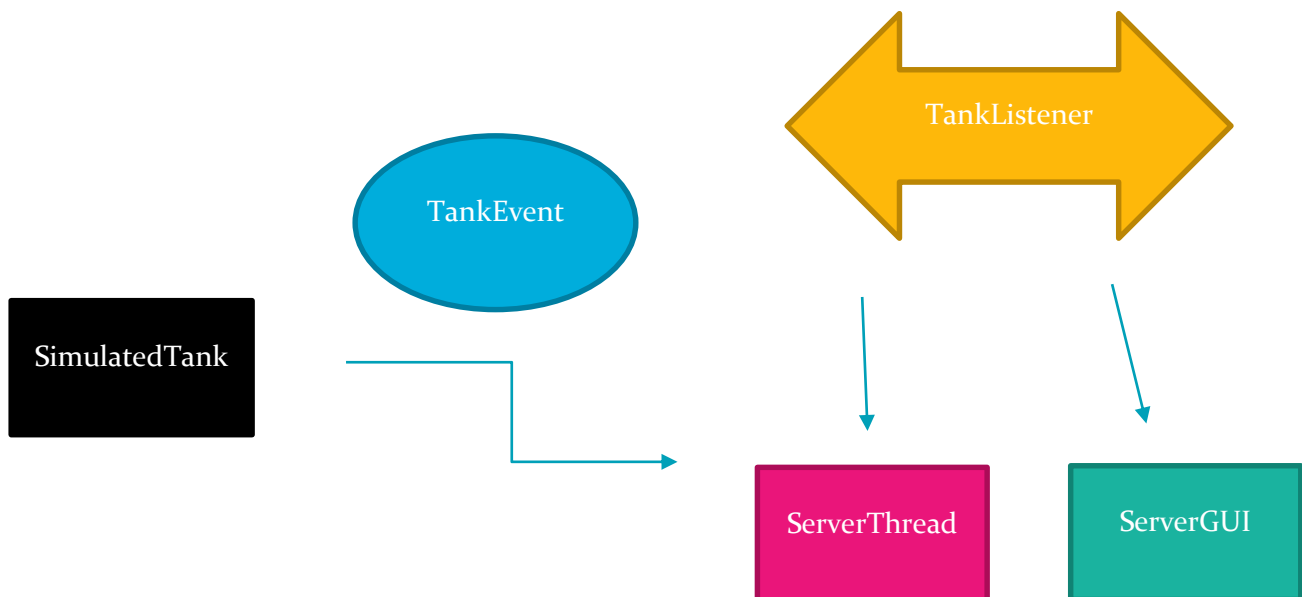 TankListener
TankEvent
SimulatedTank
ServerThread
ServerGUI